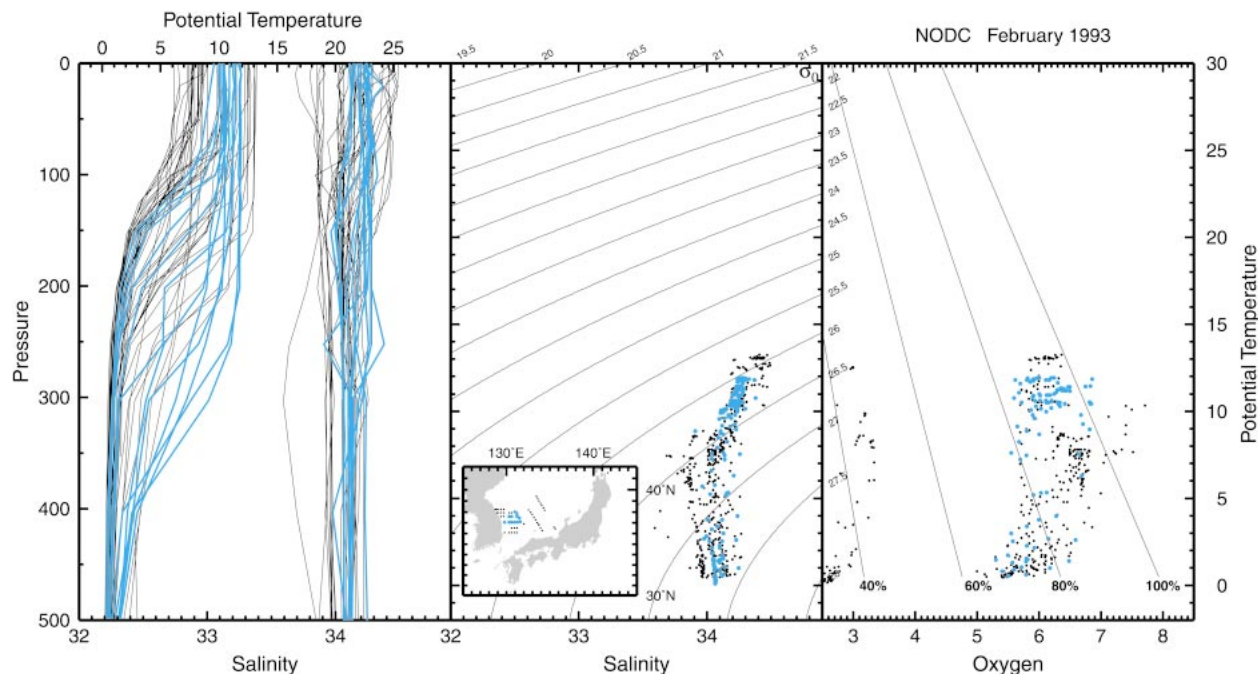 Potential Temperature
0 5 10 15 20 25
NODC February 1993
19.5 20 20.5 21 21.5
σ0
0
100
200
300
400
500
Pressure
22
22.5
23
23.5
24
24.5
25
25.5
26
26.5
27
27.5
30
25
20
15
10
5
0
Potential Temperature
130°E 140°E
40°N
30°N
40% 60% 80% 100%
32 33 34 32 33 34 3 4 5 6 7 8
Salinity Salinity Oxygen